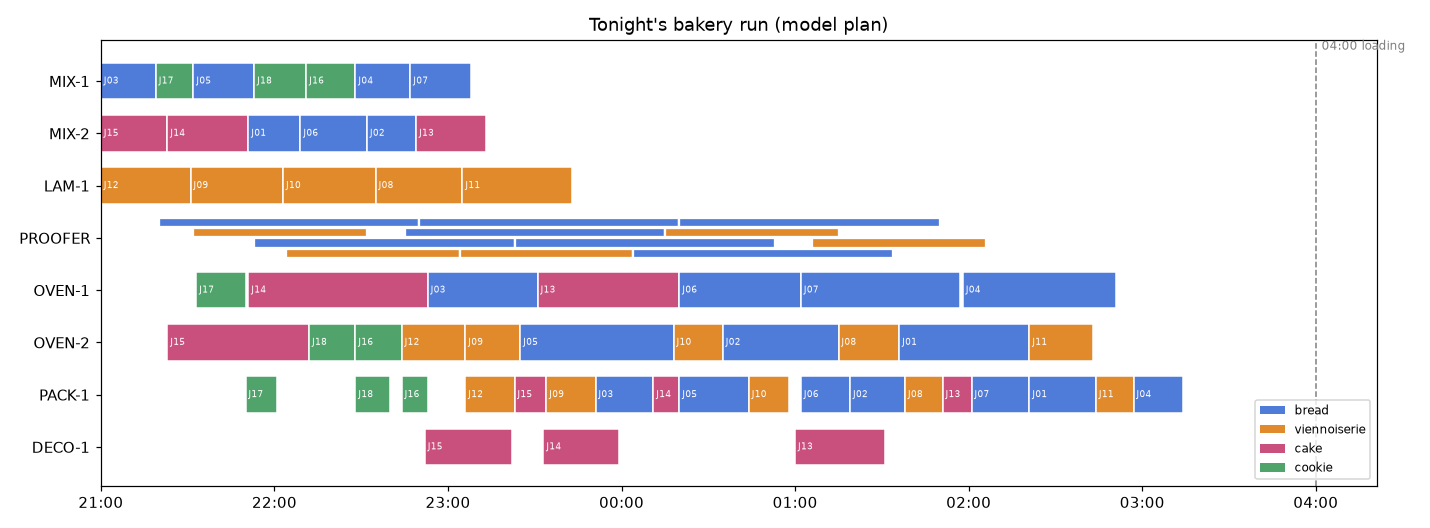 Tonight's bakery run (model plan)
04:00 loading
MIX-1 J03 J17 J05 J18 J16 J04 J07
MIX-2 J15 J14 J01 J06 J02 J13
LAM-1 J12 J09 J10 J08 J11
PROOFER
OVEN-1 J17 J14 J03 J13 J06 J07 J04
OVEN-2 J15 J18 J16 J12 J09 J05 J10 J02 J08 J01 J11
PACK-1 J17 J18 J16 J12 J15 J09 J03 J14 J05 J10 J06 J02 J08 J13 J07 J01 J11 J04
DECO-1 J15 J14 J13
bread
viennoiserie
cake
cookie
21:00 22:00 23:00 00:00 01:00 02:00 03:00 04:00